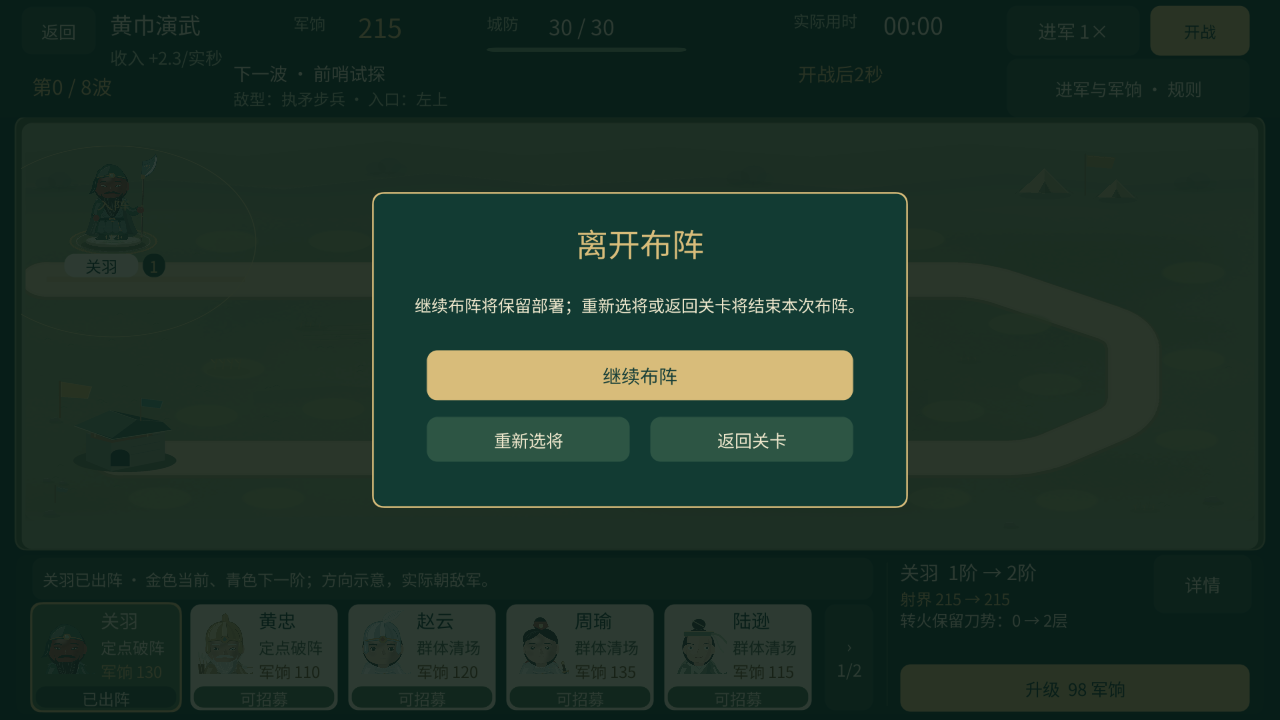 返回
黄巾演武
军饷 215
城防 30 / 30
实际用时 00:00
进军 1×
开战
收入 +2.3/实秒
第0 / 8波
下一波 · 前哨试探
敌型：执矛步兵 · 入口：左上
开战后2秒
进军与军饷 · 规则
关羽 1
离开布阵
继续布阵将保留部署；重新选将或返回关卡将结束本次布阵。
继续布阵
重新选将
返回关卡
关羽已出阵 · 金色当前、青色下一阶；方向示意，实际朝敌军。
关羽
定点破阵
军饷 130
已出阵
黄忠
定点破阵
军饷 110
可招募
赵云
群体清场
军饷 120
可招募
周瑜
群体清场
军饷 135
可招募
陆逊
群体清场
军饷 115
可招募
›
1/2
关羽 1阶 → 2阶
射界 215 → 215
转火保留刀势：0 → 2层
详情
升级 98 军饷